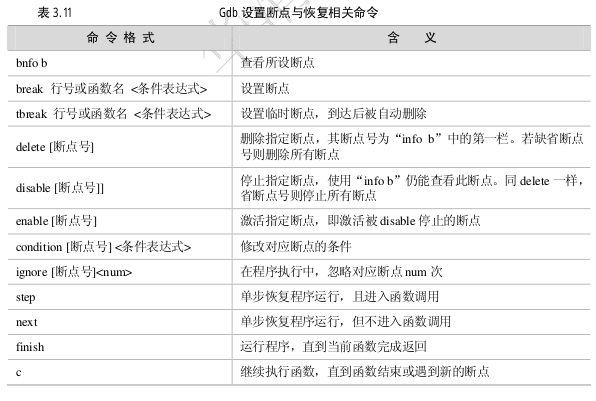 表 3.11 Gdb 设置断点与恢复相关命令
命 令 格 式 含 义
bnfo b 查看所设断点
break 行号或函数名 <条件表达式> 设置断点
tbreak 行号或函数名 <条件表达式> 设置临时断点，到达后被自动删除
delete [断点号] 删除指定断点，其断点号为“info b”中的第一栏。若缺省断点
号则删除所有断点
disable [断点号]] 停止指定断点，使用“info b”仍能查看此断点。同 delete 一样，
省断点号则停止所有断点
enable [断点号] 激活指定断点，即激活被 disable 停止的断点
condition [断点号] <条件表达式> 修改对应断点的条件
ignore [断点号]<num> 在程序执行中，忽略对应断点 num 次
step 单步恢复程序运行，且进入函数调用
next 单步恢复程序运行，但不进入函数调用
finish 运行程序，直到当前函数完成返回
c 继续执行函数，直到函数结束或遇到新的断点